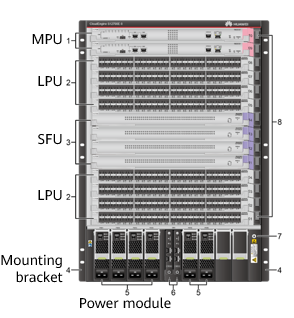 HUAWEI
MPU 1
LPU 2
8
SFU 3
LPU 2
7
Mounting
bracket 4
4
5 6 5
Power module